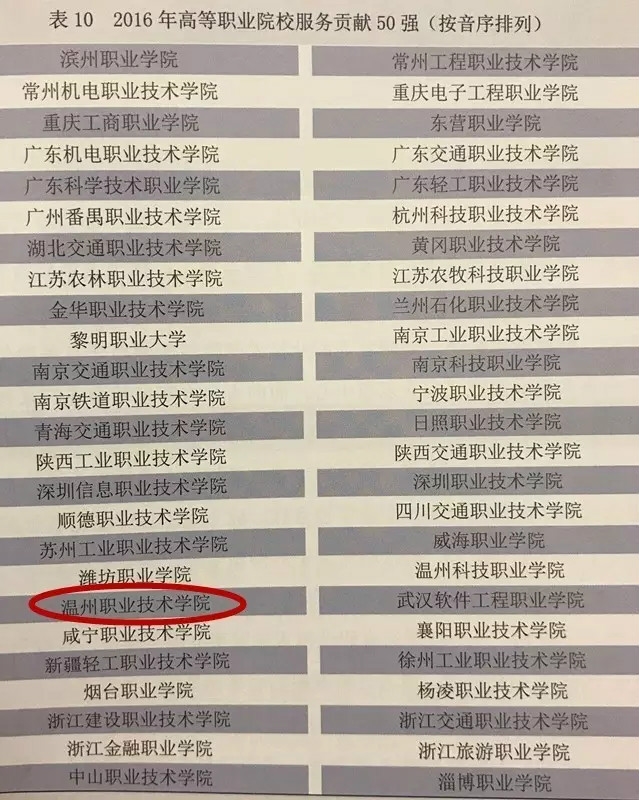 表 10 2016 年高等职业院校服务贡献 50 强（按音序排列）
滨州职业学院 常州工程职业技术学院
常州机电职业技术学院 重庆电子工程职业学院
重庆工商职业学院 东营职业学院
广东机电职业技术学院 广东交通职业技术学院
广东科学技术职业学院 广东轻工职业技术学院
广州番禺职业技术学院 杭州科技职业技术学院
湖北交通职业技术学院 黄冈职业技术学院
江苏农林职业技术学院 江苏农牧科技职业学院
金华职业技术学院 兰州石化职业技术学院
黎明职业大学 南京工业职业技术学院
南京交通职业技术学院 南京科技职业学院
南京铁道职业技术学院 宁波职业技术学院
青海交通职业技术学院 日照职业技术学院
陕西工业职业技术学院 陕西交通职业技术学院
深圳信息职业技术学院 深圳职业技术学院
顺德职业技术学院 四川交通职业技术学院
苏州工业职业技术学院 威海职业学院
潍坊职业学院 温州科技职业学院
温州职业技术学院 武汉软件工程职业学院
咸宁职业技术学院 襄阳职业技术学院
新疆轻工职业技术学院 徐州工业职业技术学院
烟台职业学院 杨凌职业技术学院
浙江建设职业技术学院 浙江交通职业技术学院
浙江金融职业学院 浙江旅游职业学院
中山职业技术学院 淄博职业学院